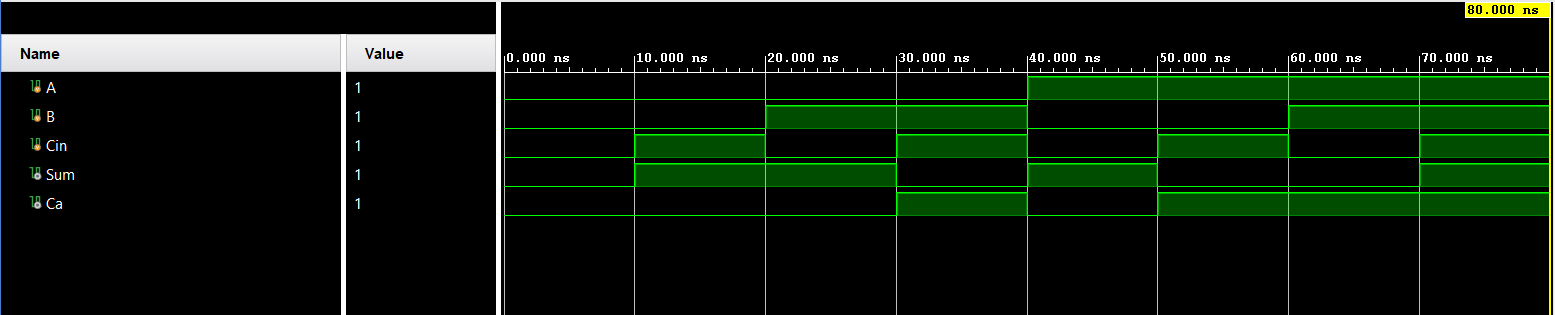 80.000 ns
Name Value
0.000 ns 10.000 ns 20.000 ns 30.000 ns 40.000 ns 50.000 ns 60.000 ns 70.000 ns
A 1
B 1
Cin 1
Sum 1
Ca 1